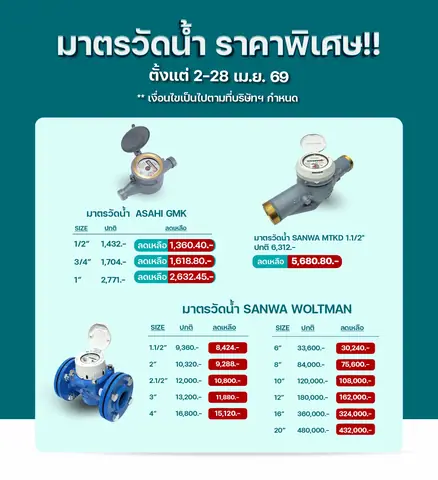 มาตรวัดน้ำ ราคาพิเศษ!!
ตั้งแต่ 2-28 เม.ย. 69
** เงื่อนไขเป็นไปตามที่บริษัทฯ กำหนด
มาตรวัดน้ำ ASAHI GMK
SIZE ปกติ ลดเหลือ
1/2" 1,432.- ลดเหลือ 1,360.40.-
3/4" 1,704.- ลดเหลือ 1,618.80.-
1" 2,771.- ลดเหลือ 2,632.45.-
มาตรวัดน้ำ SANWA MTKD 1.1/2"
ปกติ 6,312.-
ลดเหลือ 5,680.80.-
มาตรวัดน้ำ SANWA WOLTMAN
SIZE ปกติ ลดเหลือ
1.1/2" 9,360.- 8,424.-
2" 10,320.- 9,288.-
2.1/2" 12,000.- 10,800.-
3" 13,200.- 11,880.-
4" 16,800.- 15,120.-
SIZE ปกติ ลดเหลือ
6" 33,600.- 30,240.-
8" 84,000.- 75,600.-
10" 120,000.- 108,000.-
12" 180,000.- 162,000.-
16" 360,000.- 324,000.-
20" 480,000.- 432,000.-